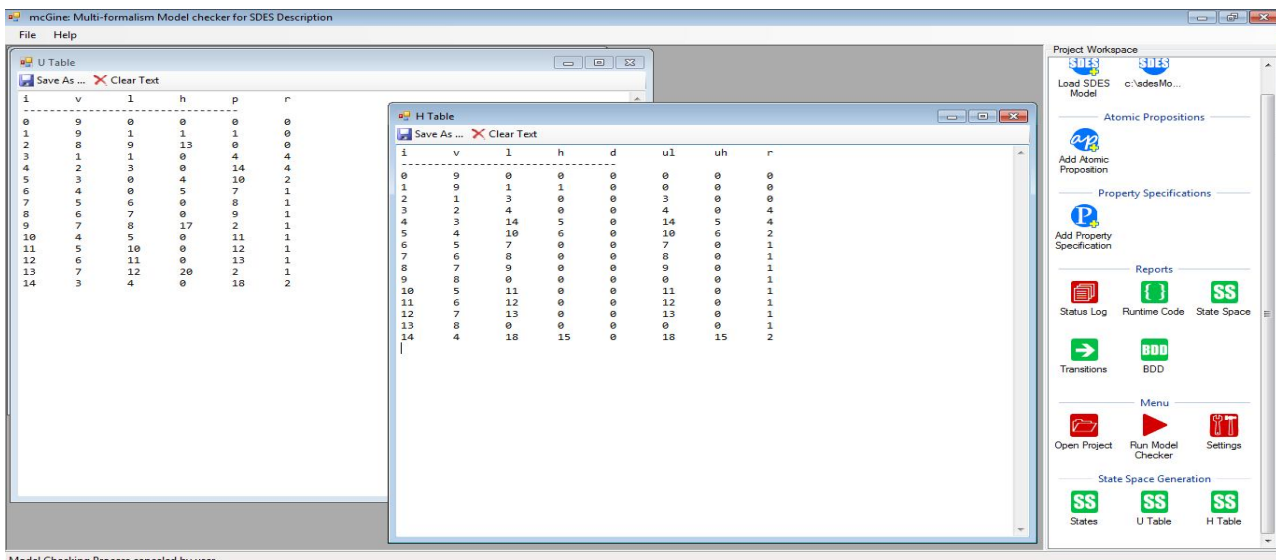 mcGine: Multi-formalism Model checker for SDES Description
File Help
U Table
Save As ... Clear Text
i v l h p r
0 9 0 0 0 0
1 9 1 1 1 0
2 8 9 13 0 0
3 1 1 0 4 4
4 2 3 0 14 4
5 3 0 4 10 2
6 4 0 5 7 1
7 5 6 0 8 1
8 6 7 0 9 1
9 7 8 17 2 1
10 4 5 0 11 1
11 5 10 0 12 1
12 6 11 0 13 1
13 7 12 20 2 1
14 3 4 0 18 2
H Table
Save As ... Clear Text
i v l h d ul uh r
0 9 0 0 0 0 0 0
1 9 1 1 0 0 0 0
2 1 3 0 0 3 0 0
3 2 4 0 0 4 0 4
4 3 14 5 0 14 5 4
5 4 10 6 0 10 6 2
6 5 7 0 0 7 0 1
7 6 8 0 0 8 0 1
8 7 9 0 0 9 0 1
9 8 0 0 0 0 0 1
10 5 11 0 0 11 0 1
11 6 12 0 0 12 0 1
12 7 13 0 0 13 0 1
13 8 0 0 0 0 0 1
14 4 18 15 0 18 15 2
Project Workspace
SDES SDES
Load SDES Model c:\sdesMo...
Atomic Propositions
ap
Add Atomic
Proposition
Property Specifications
P
Add Property
Specification
Reports
SS
Status Log Runtime Code State Space
BDD
Transitions BDD
Menu
Open Project Run Model Checker Settings
State Space Generation
SS SS SS
States U Table H Table
Model Checking Process canceled by user